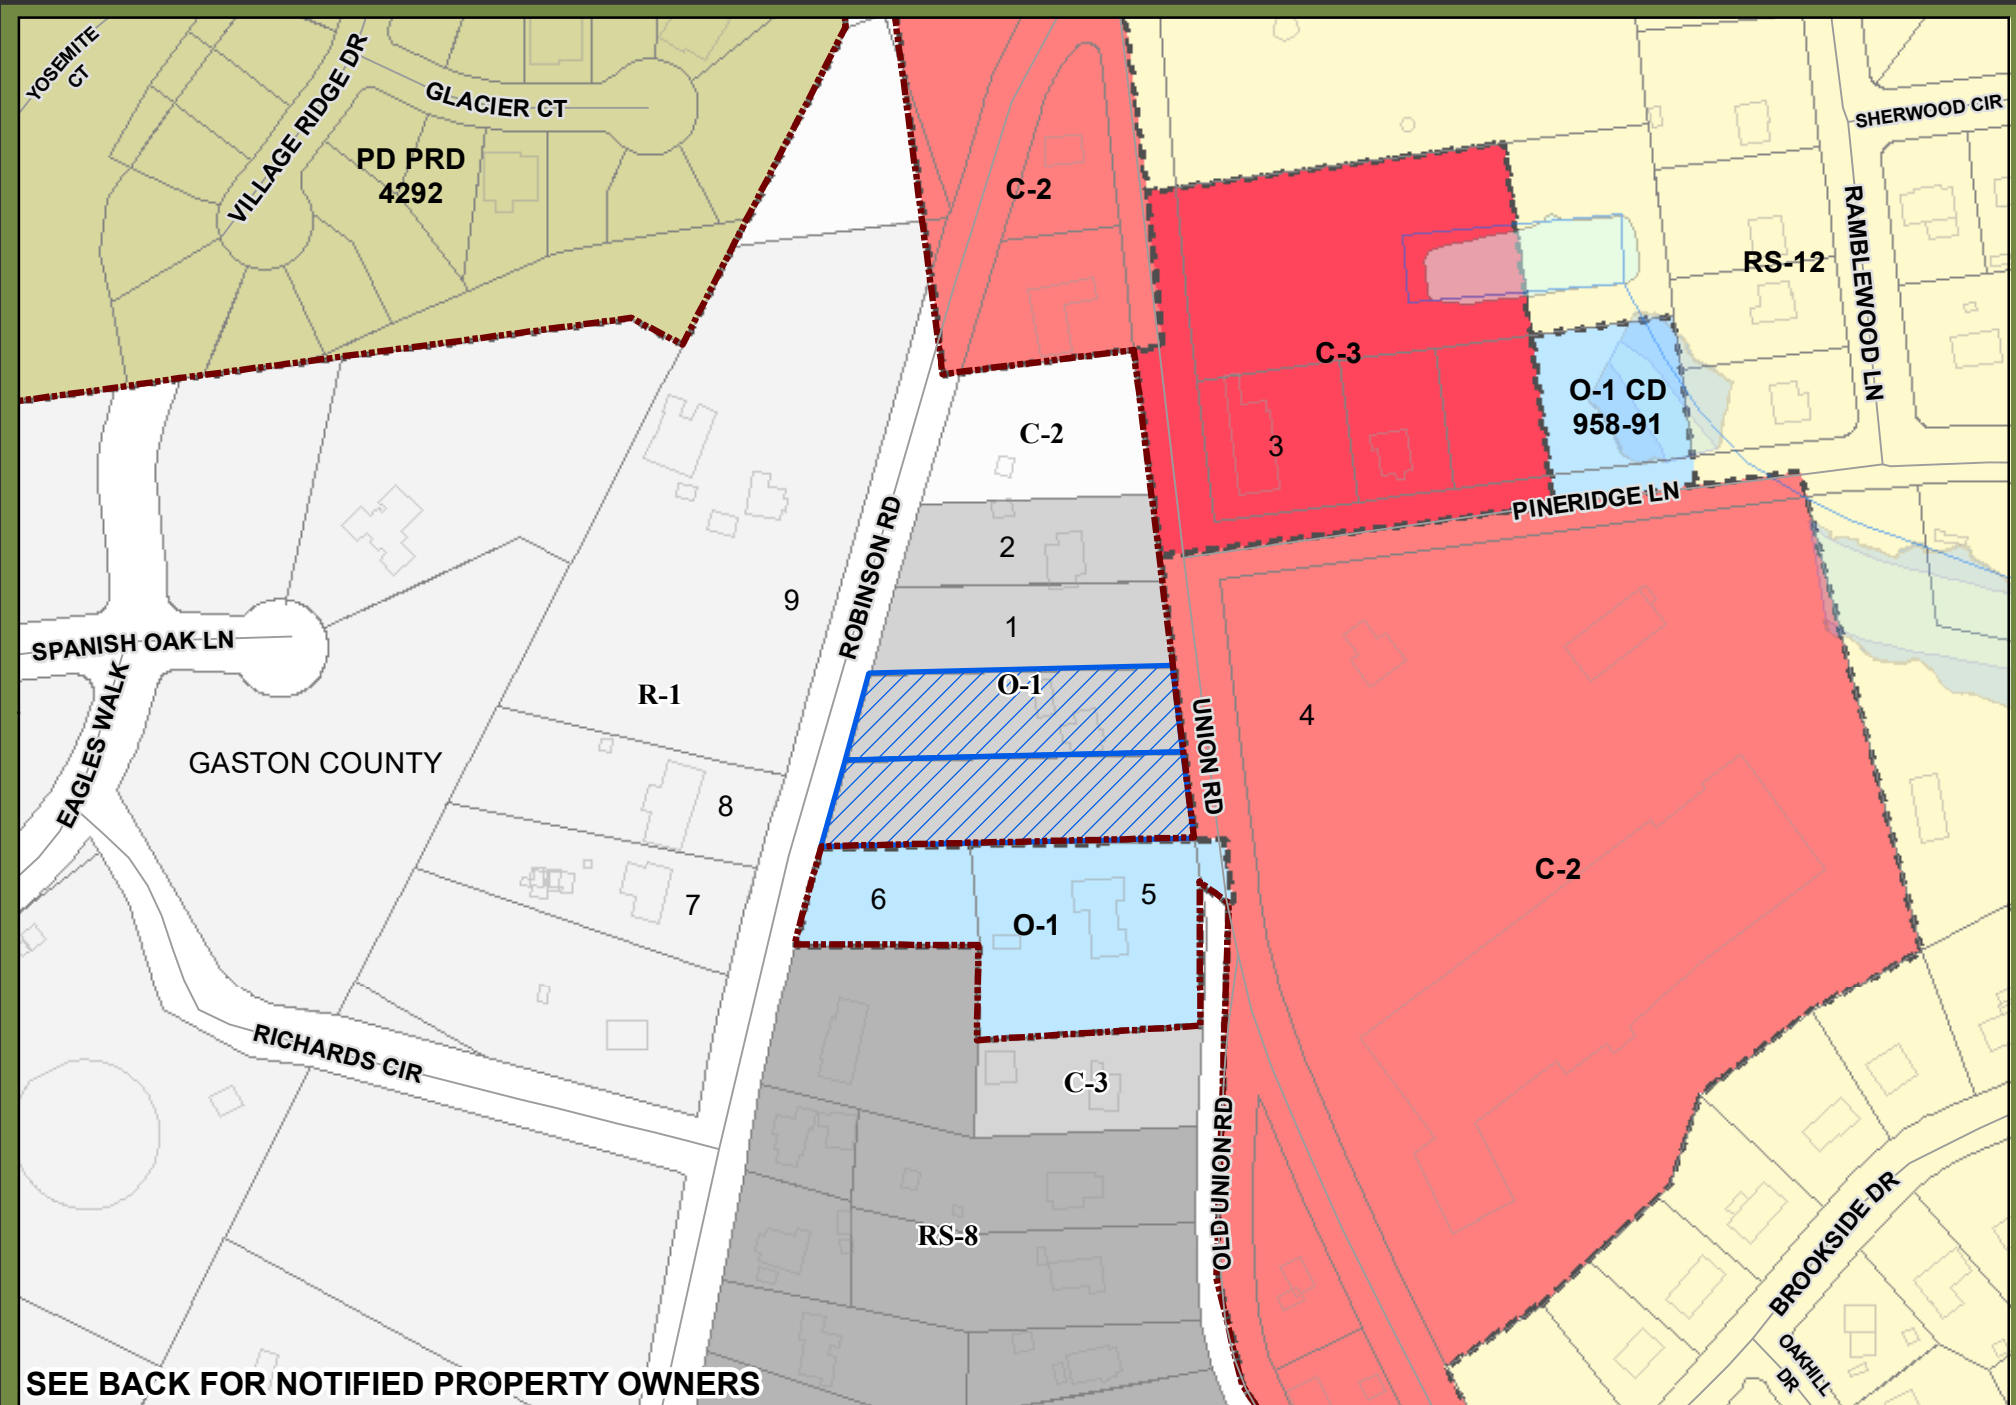 YOSEMITE
CT
VILLAGE RIDGE DR
GLACIER CT
PD PRD
4292
C-2
SHERWOOD CIR
RAMBLEWOOD LN
RS-12
C-3
3
O-1 CD
958-91
PINERIDGE LN
C-2
2
1
ROBINSON RD
9
SPANISH OAK LN
EAGLES WALK
R-1
O-1
UNION RD
4
GASTON COUNTY
8
7
6
5
O-1
C-2
RICHARDS CIR
C-3
OLD UNION RD
RS-8
BROOKSIDE DR
OAKHILL
DR
SEE BACK FOR NOTIFIED PROPERTY OWNERS